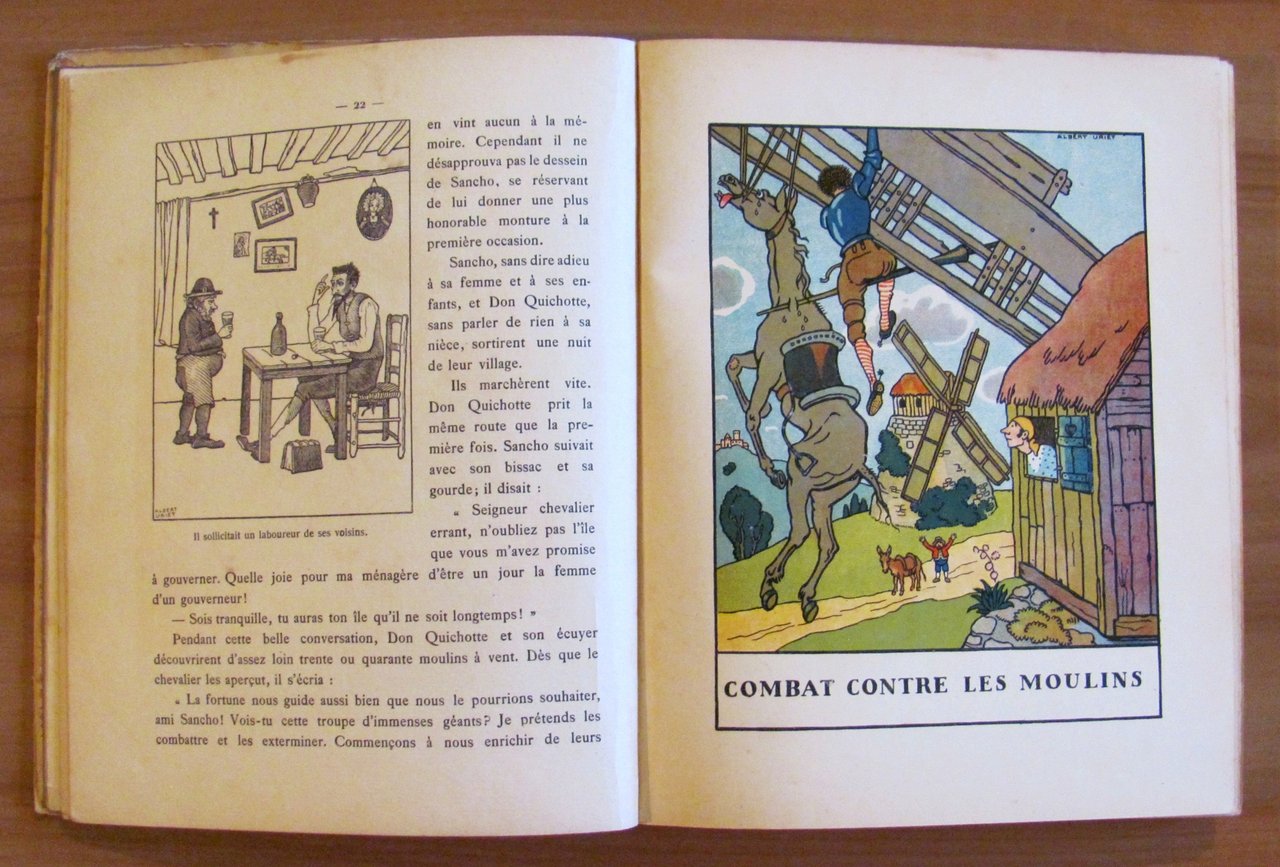 — 22 —
en vint aucun à la mé-
moire. Cependant il ne
désapprouva pas le dessein
de Sancho, se réservant
de lui donner une plus
honorable monture à la
première occasion.
Sancho, sans dire adieu
à sa femme et à ses en-
fants, et Don Quichotte,
sans parler de rien à sa
nièce, sortirent une nuit
de leur village.
Ils marchèrent vite.
Don Quichotte prit la
même route que la pre-
mière fois. Sancho suivait
avec son bissac et sa
gourde; il disait :
« Seigneur chevalier
errant, n'oubliez pas l'île
que vous m'avez promise
à gouverner. Quelle joie pour ma ménagère d'être un jour la femme
d'un gouverneur!
— Sois tranquille, tu auras ton île qu'il ne soit longtemps! »
Pendant cette belle conversation, Don Quichotte et son écuyer
découvrirent d'assez loin trente ou quarante moulins à vent. Dès que le
chevalier les aperçut, il s'écria :
« La fortune nous guide aussi bien que nous le pourrions souhaiter,
ami Sancho! Vois-tu cette troupe d'immenses géants? Je prétends les
combattre et les exterminer. Commençons à nous enrichir de leurs
ALBERT
URIET
Il sollicitait un laboureur de ses voisins.
ALBERT URIET
COMBAT CONTRE LES MOULINS